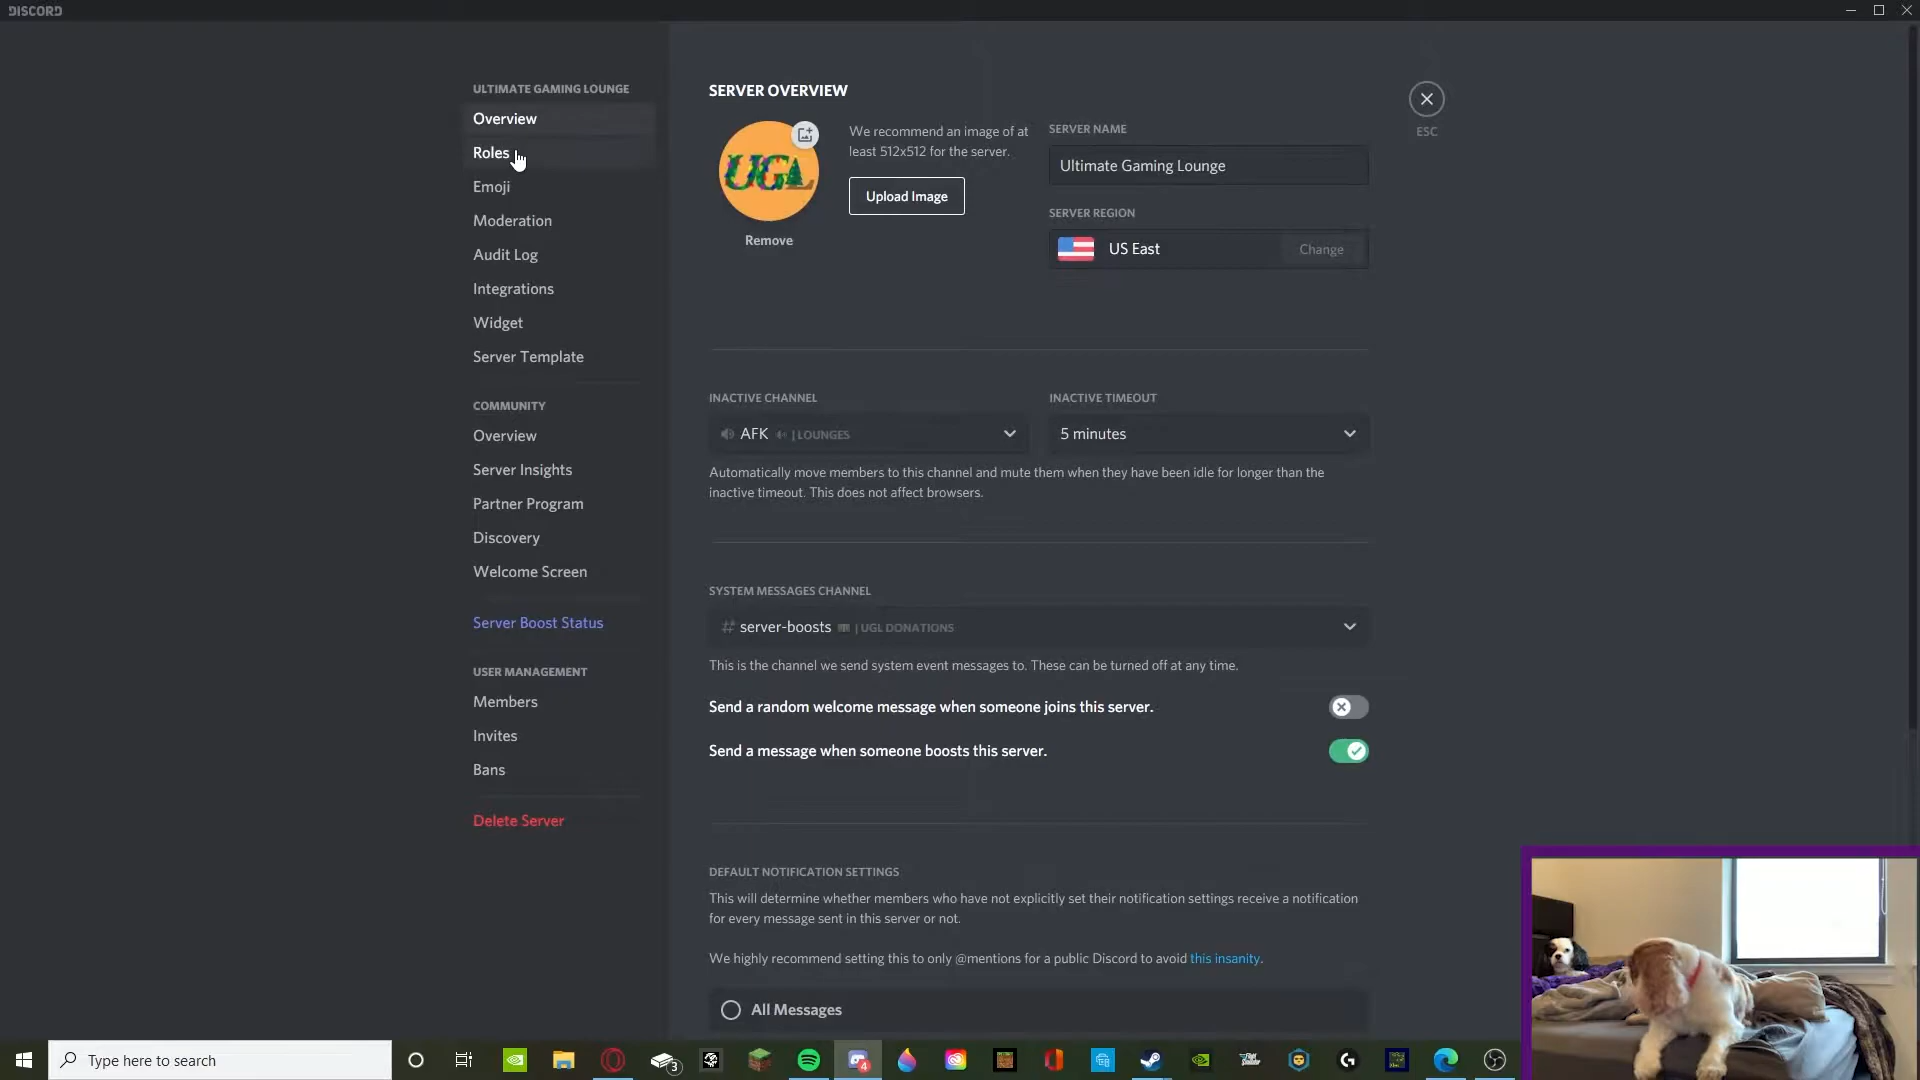 DISCORD
ULTIMATE GAMING LOUNGE
Overview
Roles
Emoji
Moderation
Audit Log
Integrations
Widget
Server Template
COMMUNITY
Overview
Server Insights
Partner Program
Discovery
Welcome Screen
Server Boost Status
USER MANAGEMENT
Members
Invites
Bans
Delete Server
SERVER OVERVIEW
UGL
Remove
We recommend an image of at
least 512x512 for the server.
Upload Image
SERVER NAME
Ultimate Gaming Lounge
SERVER REGION
US East
Change
ESC
INACTIVE CHANNEL
AFK | LOUNGES
INACTIVE TIMEOUT
5 minutes
Automatically move members to this channel and mute them when they have been idle for longer than the
inactive timeout. This does not affect browsers.
SYSTEM MESSAGES CHANNEL
# server-boosts | UGL DONATIONS
This is the channel we send system event messages to. These can be turned off at any time.
Send a random welcome message when someone joins this server.
Send a message when someone boosts this server.
DEFAULT NOTIFICATION SETTINGS
This will determine whether members who have not explicitly set their notification settings receive a notification
for every message sent in this server or not.
We highly recommend setting this to only @mentions for a public Discord to avoid this insanity.
All Messages
Type here to search
3
4